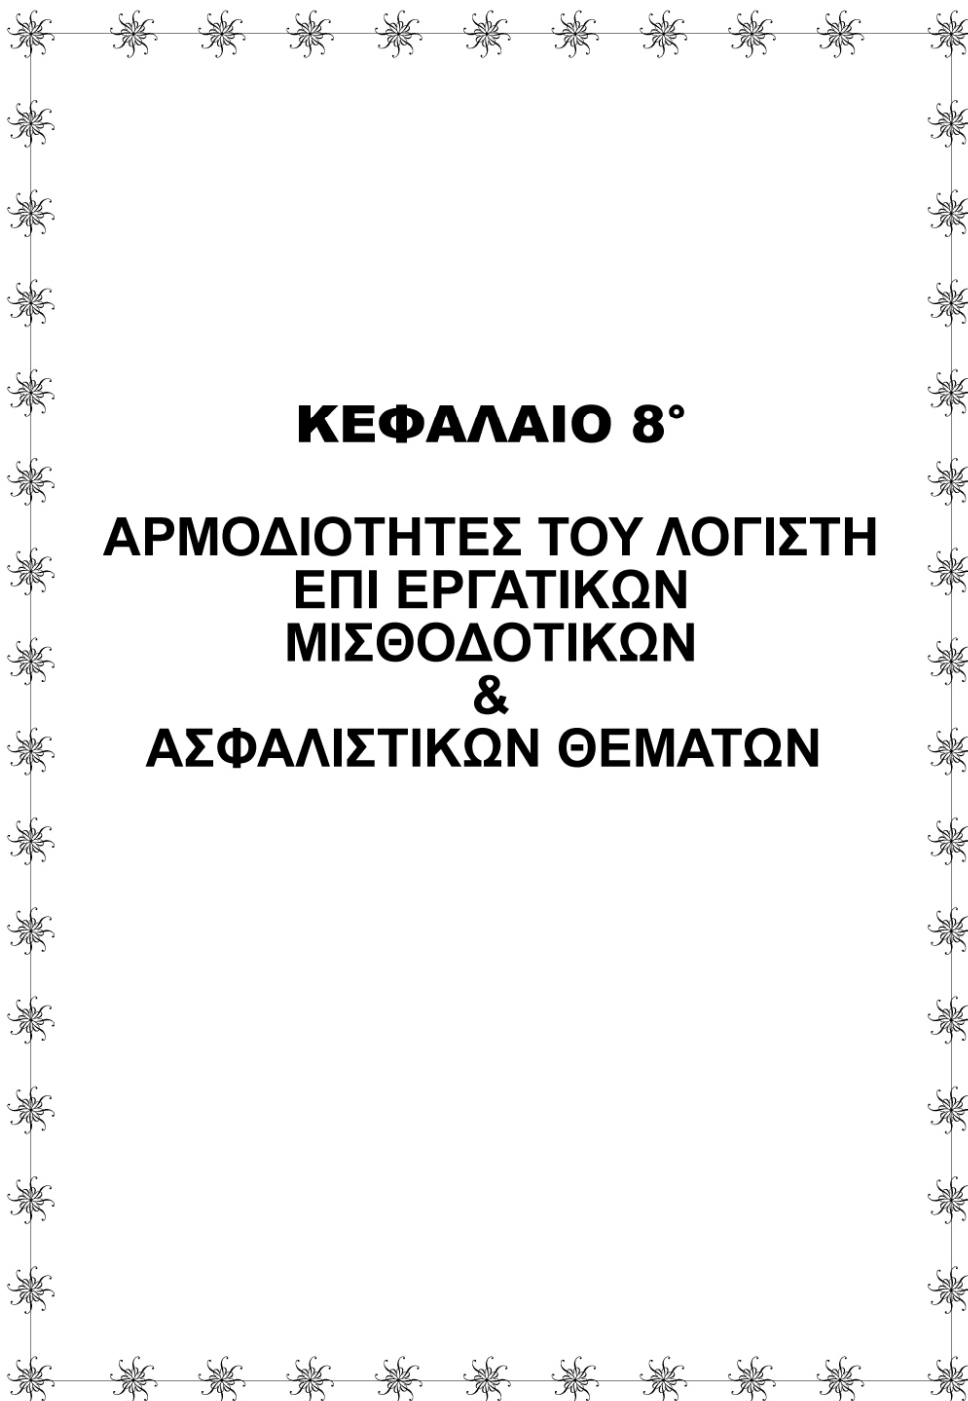 ΚΕΦΑΛΑΙΟ 8°
ΑΡΜΟΔΙΟΤΗΤΕΣ ΤΟΥ ΛΟΓΙΣΤΗ
ΕΠΙ ΕΡΓΑΤΙΚΩΝ
ΜΙΣΘΟΔΟΤΙΚΩΝ
&
ΑΣΦΑΛΙΣΤΙΚΩΝ ΘΕΜΑΤΩΝ